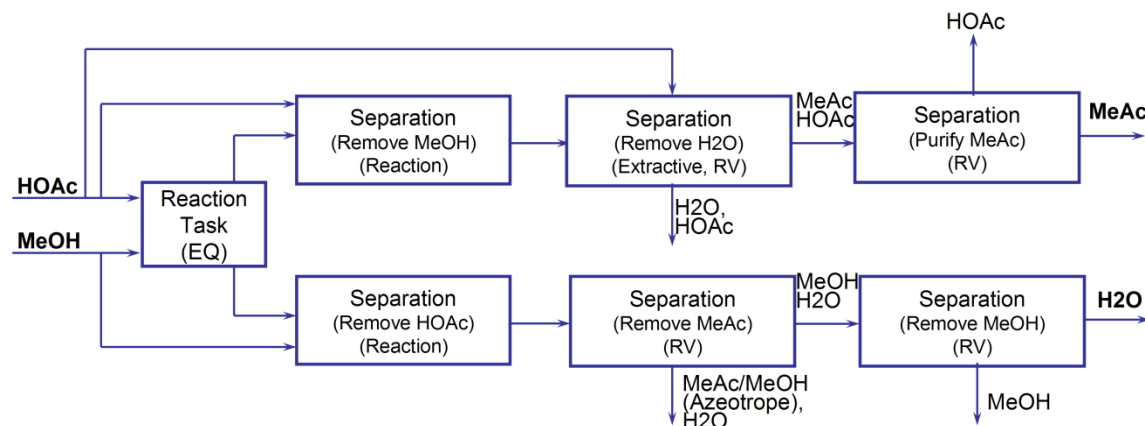 HOAc
Separation
(Remove MeOH)
(Reaction)
Separation
(Remove H2O)
(Extractive, RV)
MeAc
HOAc
Separation
(Purify MeAc)
(RV)
MeAc
HOAc
MeOH
Reaction
Task
(EQ)
H2O,
HOAc
Separation
(Remove HOAc)
(Reaction)
Separation
(Remove MeAc)
(RV)
MeOH
H2O
Separation
(Remove MeOH)
(RV)
H2O
MeAc/MeOH
(Azeotrope),
H2O
MeOH